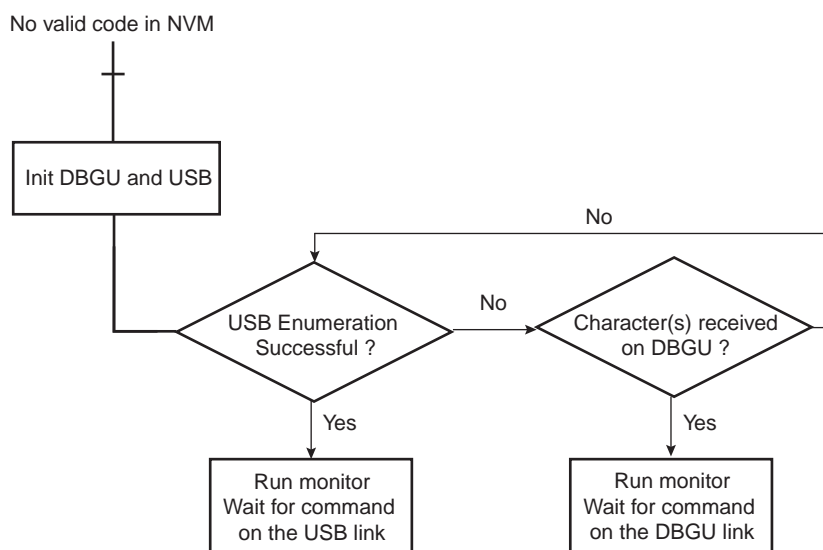 No valid code in NVM
Init DBGU and USB
No
USB Enumeration
Successful ?
No
Character(s) received
on DBGU ?
Yes
Yes
Run monitor
Wait for command
on the USB link
Run monitor
Wait for command
on the DBGU link